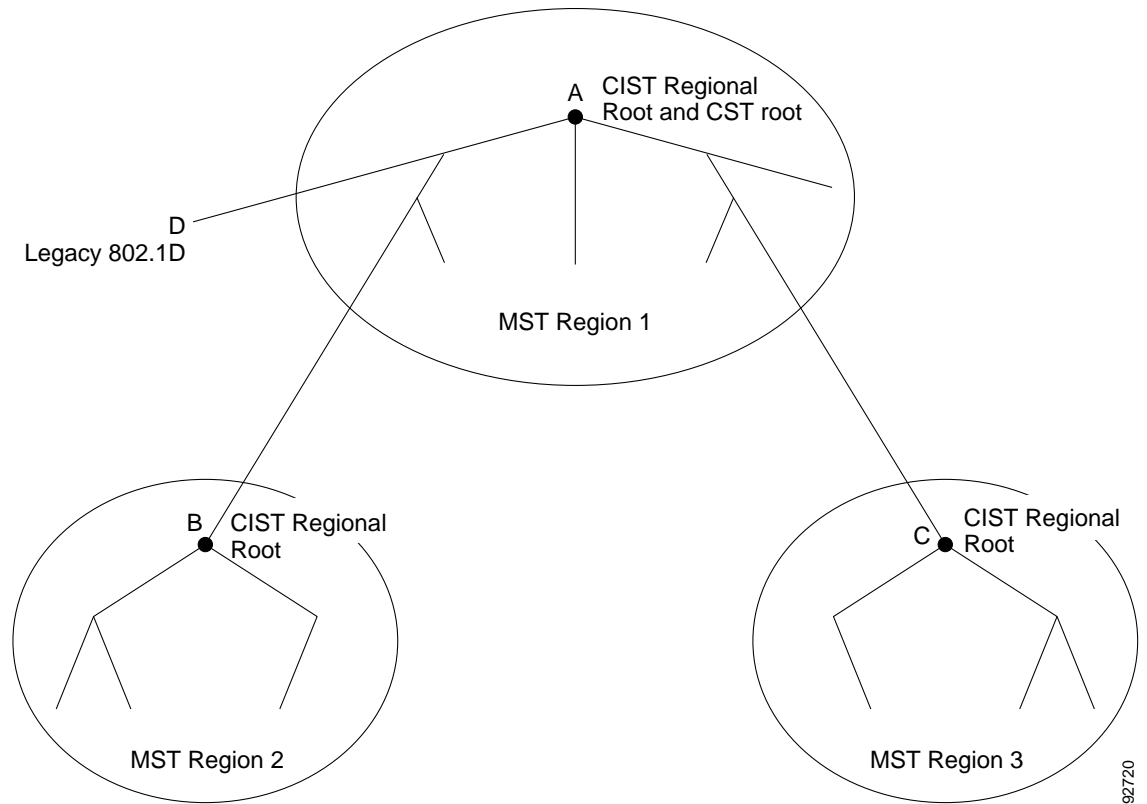 A
CIST Regional
Root and CST root
D
Legacy 802.1D
MST Region 1
B
CIST Regional
Root
C
CIST Regional
Root
MST Region 2
MST Region 3
92720